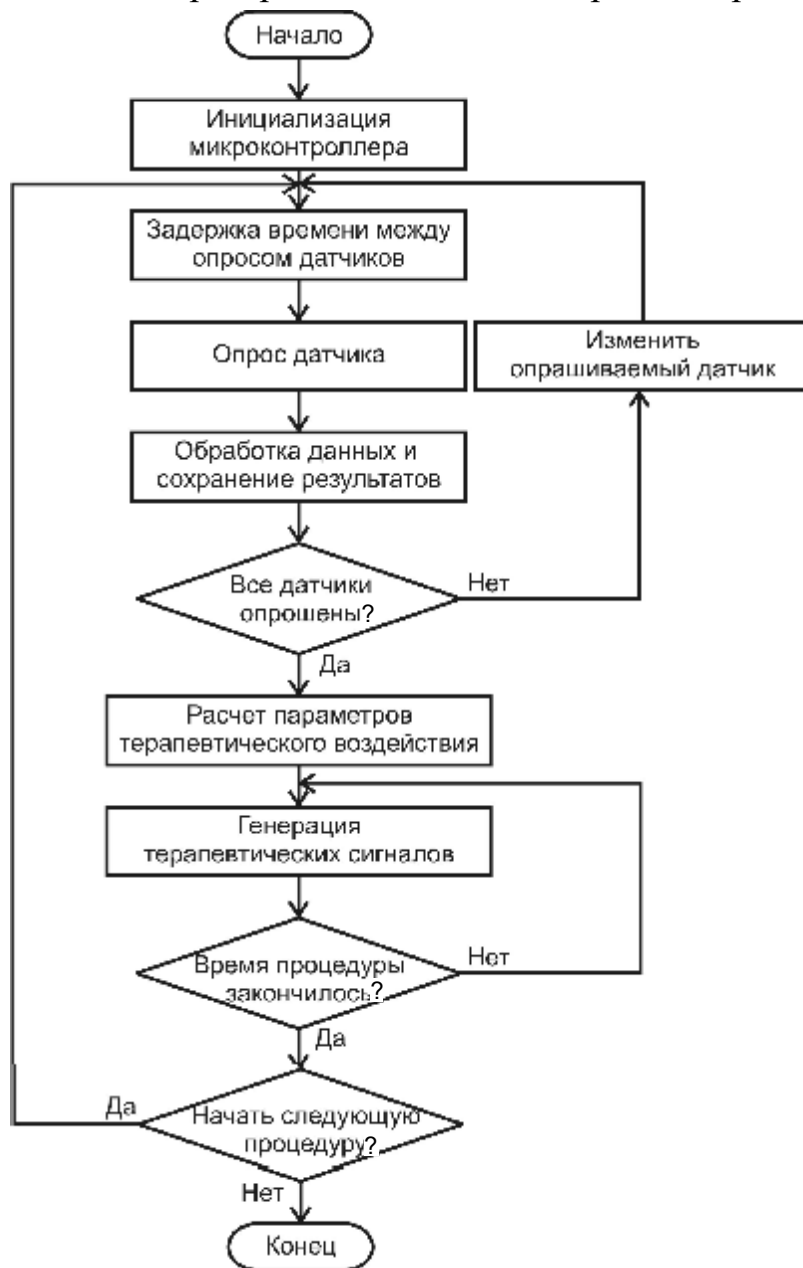 Начало
Инициализация
микроконтроллера
Задержка времени между
опросом датчиков
Опрос датчика
Изменить
опрашиваемый датчик
Обработка данных и
сохранение результатов
Все датчики
опрошены?
Нет
Да
Расчет параметров
терапевтического воздействия
Генерация
терапевтических сигналов
Время процедуры
закончилось?
Нет
Да
Начать следующую
процедуру?
Да
Нет
Конец